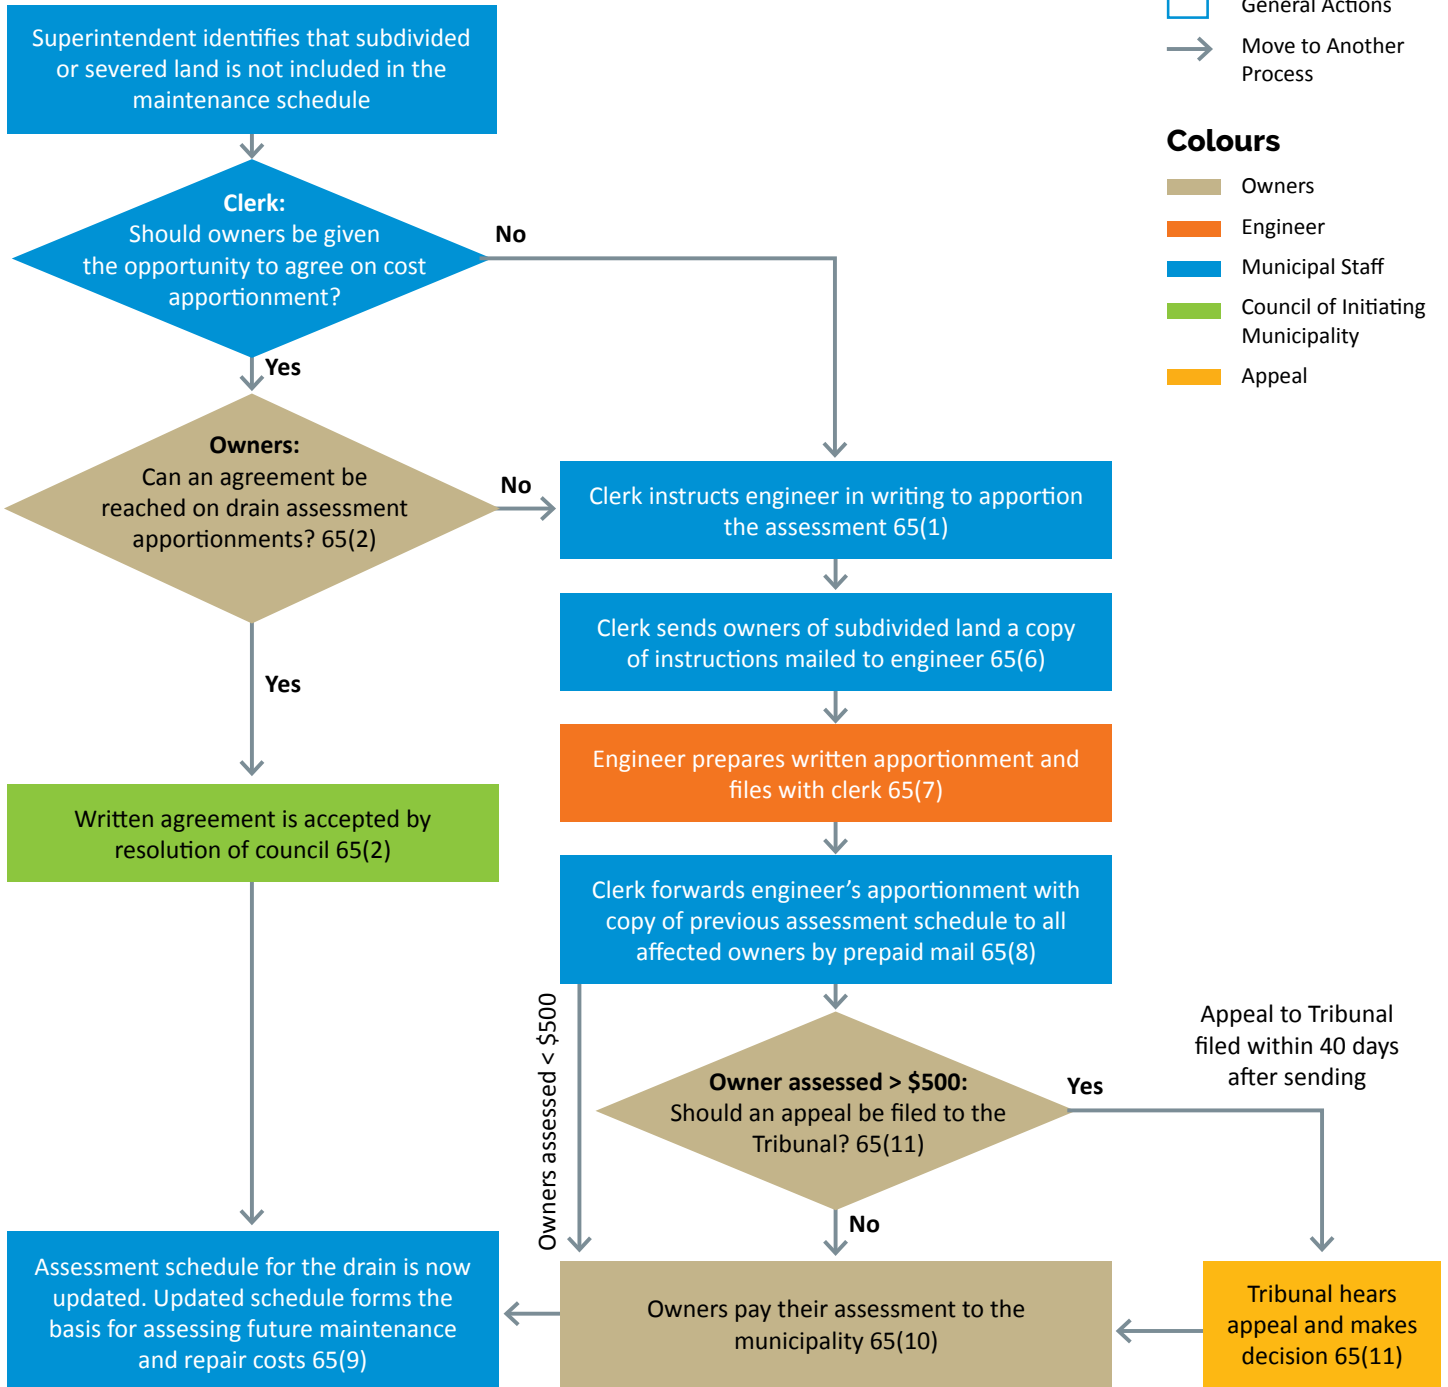 General Actions
Move to Another
Process
Colours
Owners
Engineer
Municipal Staff
Council of Initiating
Municipality
Appeal
Superintendent identifies that subdivided
or severed land is not included in the
maintenance schedule
Clerk:
Should owners be given
the opportunity to agree on cost
apportionment?
No
Yes
Owners:
Can an agreement be
reached on drain assessment
apportionments? 65(2)
No
Yes
Clerk instructs engineer in writing to apportion
the assessment 65(1)
Clerk sends owners of subdivided land a copy
of instructions mailed to engineer 65(6)
Engineer prepares written apportionment and
files with clerk 65(7)
Written agreement is accepted by
resolution of council 65(2)
Clerk forwards engineer’s apportionment with
copy of previous assessment schedule to all
affected owners by prepaid mail 65(8)
Owners assessed < $500
Owner assessed > $500:
Should an appeal be filed to the
Tribunal? 65(11)
Yes
Appeal to Tribunal
filed within 40 days
after sending
No
Assessment schedule for the drain is now
updated. Updated schedule forms the
basis for assessing future maintenance
and repair costs 65(9)
Owners pay their assessment to the
municipality 65(10)
Tribunal hears
appeal and makes
decision 65(11)